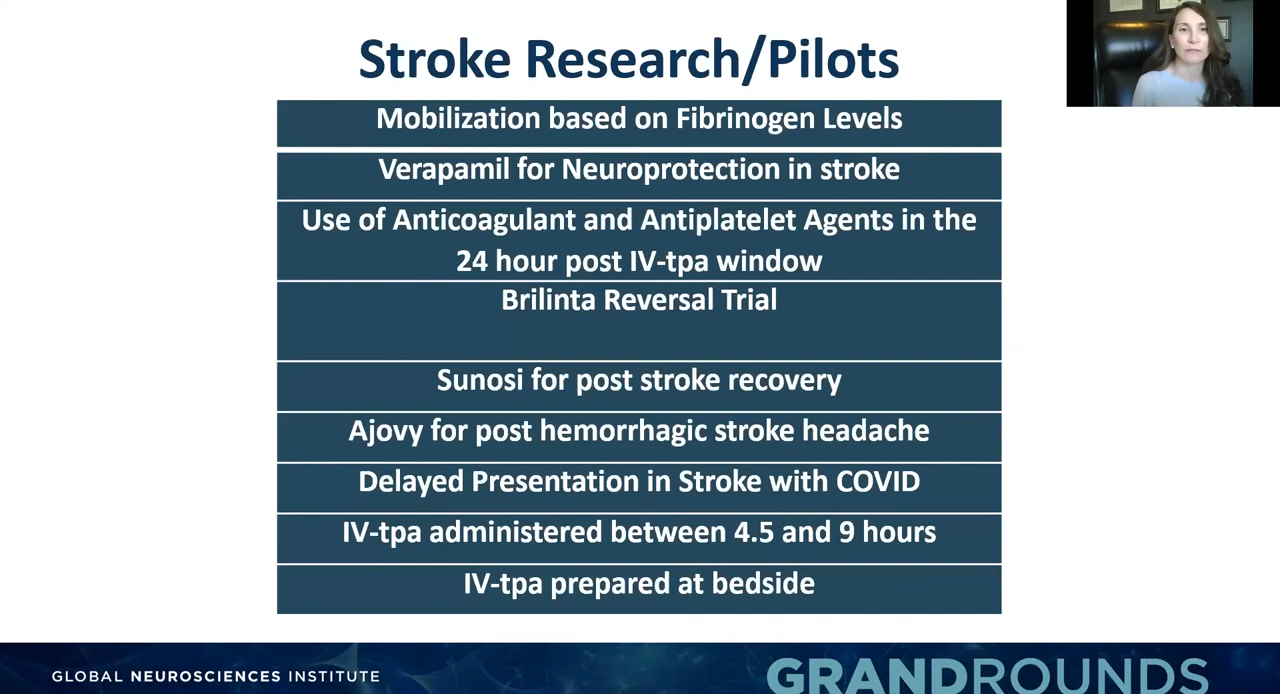 Stroke Research/Pilots
Mobilization based on Fibrinogen Levels
Verapamil for Neuroprotection in stroke
Use of Anticoagulant and Antiplatelet Agents in the
24 hour post IV-tpa window
Brilinta Reversal Trial
Sunosi for post stroke recovery
Ajovy for post hemorrhagic stroke headache
Delayed Presentation in Stroke with COVID
IV-tpa administered between 4.5 and 9 hours
IV-tpa prepared at bedside
GLOBAL NEUROSCIENCES INSTITUTE
GRANDROUNDS